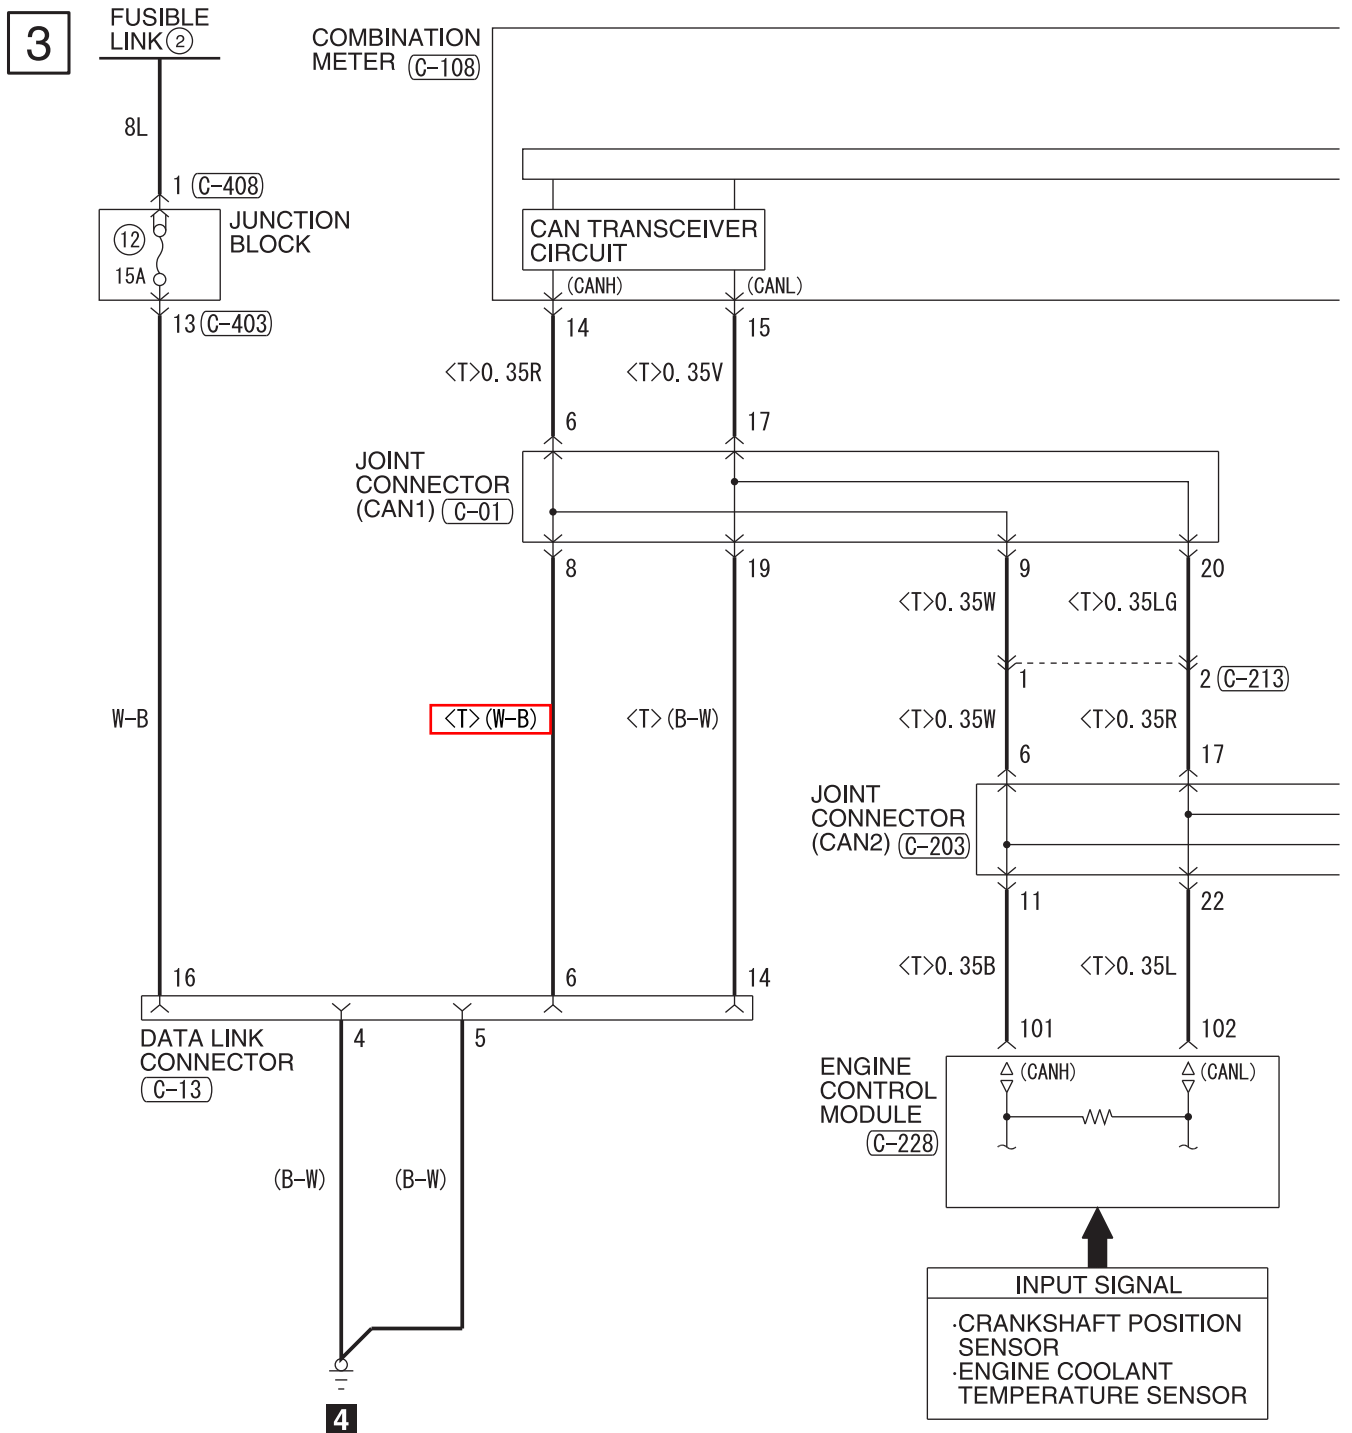 3
FUSIBLE
LINK ②
8L
1 C-408
12
15A
JUNCTION
BLOCK
13 C-403
COMBINATION
METER C-108
CAN TRANSCEIVER
CIRCUIT
(CANH)
(CANL)
14
15
<T>0.35R
<T>0.35V
6
17
JOINT
CONNECTOR
(CAN1) C-01
8
19
9
20
<T>0.35W
<T>0.35LG
1
2 C-213
W-B
<T>(W-B)
<T>(B-W)
<T>0.35W
<T>0.35R
6
17
JOINT
CONNECTOR
(CAN2) C-203
11
22
<T>0.35B
<T>0.35L
16
6
14
DATA LINK
CONNECTOR
C-13
4
5
101
102
ENGINE
CONTROL
MODULE
C-228
(CANH)
(CANL)
(B-W)
(B-W)
4
INPUT SIGNAL
·CRANKSHAFT POSITION
SENSOR
·ENGINE COOLANT
TEMPERATURE SENSOR